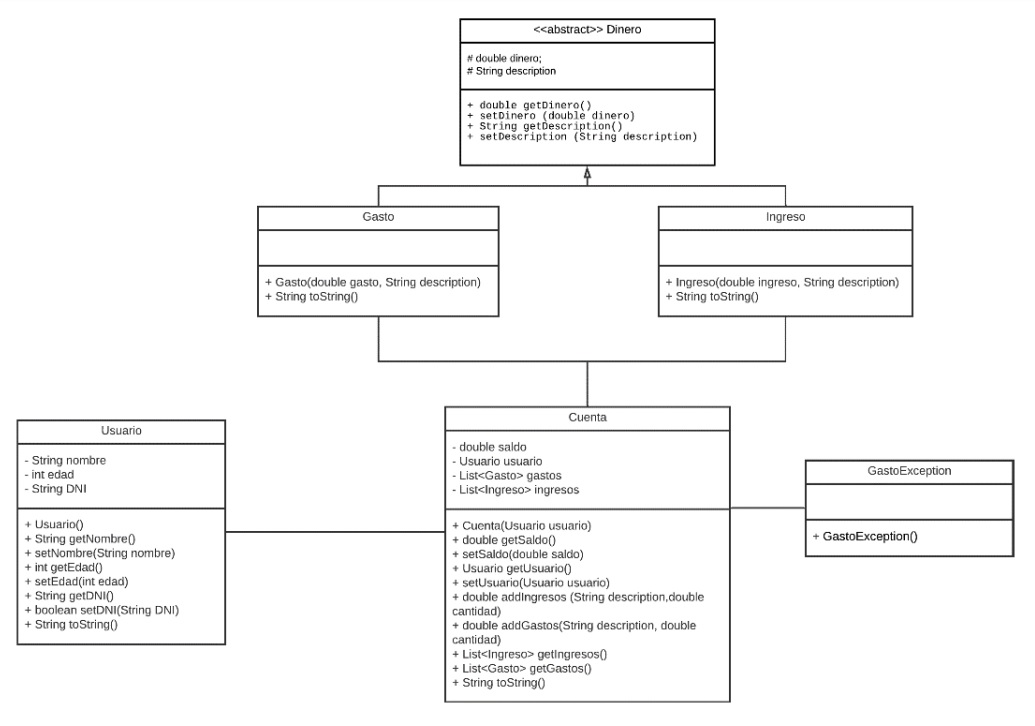 <<abstract>> Dinero
# double dinero;
# String description
+ double getDinero()
+ setDinero (double dinero)
+ String getDescription()
+ setDescription (String description)
Gasto
+ Gasto(double gasto, String description)
+ String toString()
Ingreso
+ Ingreso(double ingreso, String description)
+ String toString()
Usuario
- String nombre
- int edad
- String DNI
+ Usuario()
+ String getNombre()
+ setNombre(String nombre)
+ int getEdad()
+ setEdad(int edad)
+ String getDNI()
+ boolean setDNI(String DNI)
+ String toString()
Cuenta
- double saldo
- Usuario usuario
- List<Gasto> gastos
- List<Ingreso> ingresos
+ Cuenta(Usuario usuario)
+ double getSaldo()
+ setSaldo(double saldo)
+ Usuario getUsuario()
+ setUsuario(Usuario usuario)
+ double addIngresos (String description,double
cantidad)
+ double addGastos(String description, double
cantidad)
+ List<Ingreso> getIngresos()
+ List<Gasto> getGastos()
+ String toString()
GastoException
+ GastoException()